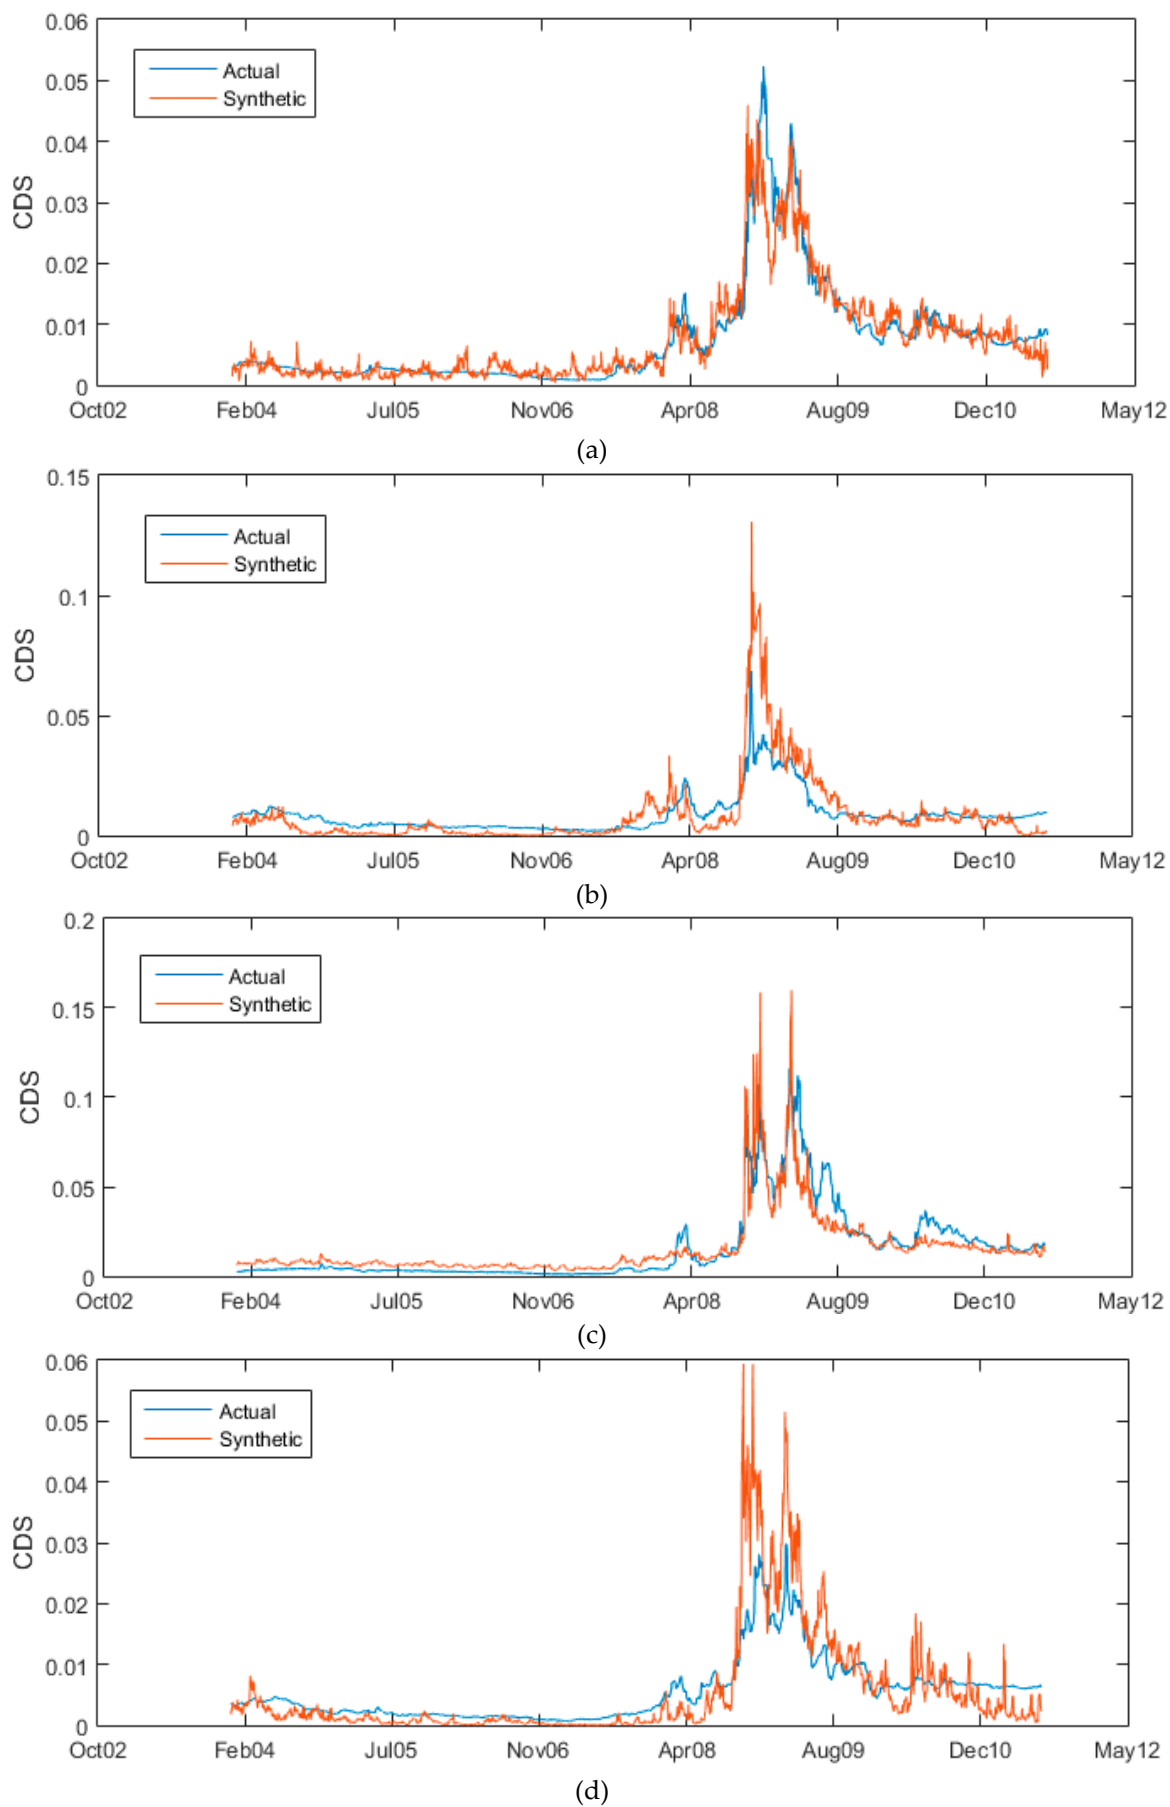 0.06
0.05
0.04
0.03
0.02
0.01
0
CDS
Actual
Synthetic
Oct02 Feb04 Jul05 Nov06 Apr08 Aug09 Dec10 May12
(a)
0.15
0.1
0.05
0
CDS
Actual
Synthetic
Oct02 Feb04 Jul05 Nov06 Apr08 Aug09 Dec10 May12
(b)
0.2
0.15
0.1
0.05
0
CDS
Actual
Synthetic
Oct02 Feb04 Jul05 Nov06 Apr08 Aug09 Dec10 May12
(c)
0.06
0.05
0.04
0.03
0.02
0.01
0
CDS
Actual
Synthetic
Oct02 Feb04 Jul05 Nov06 Apr08 Aug09 Dec10 May12
(d)